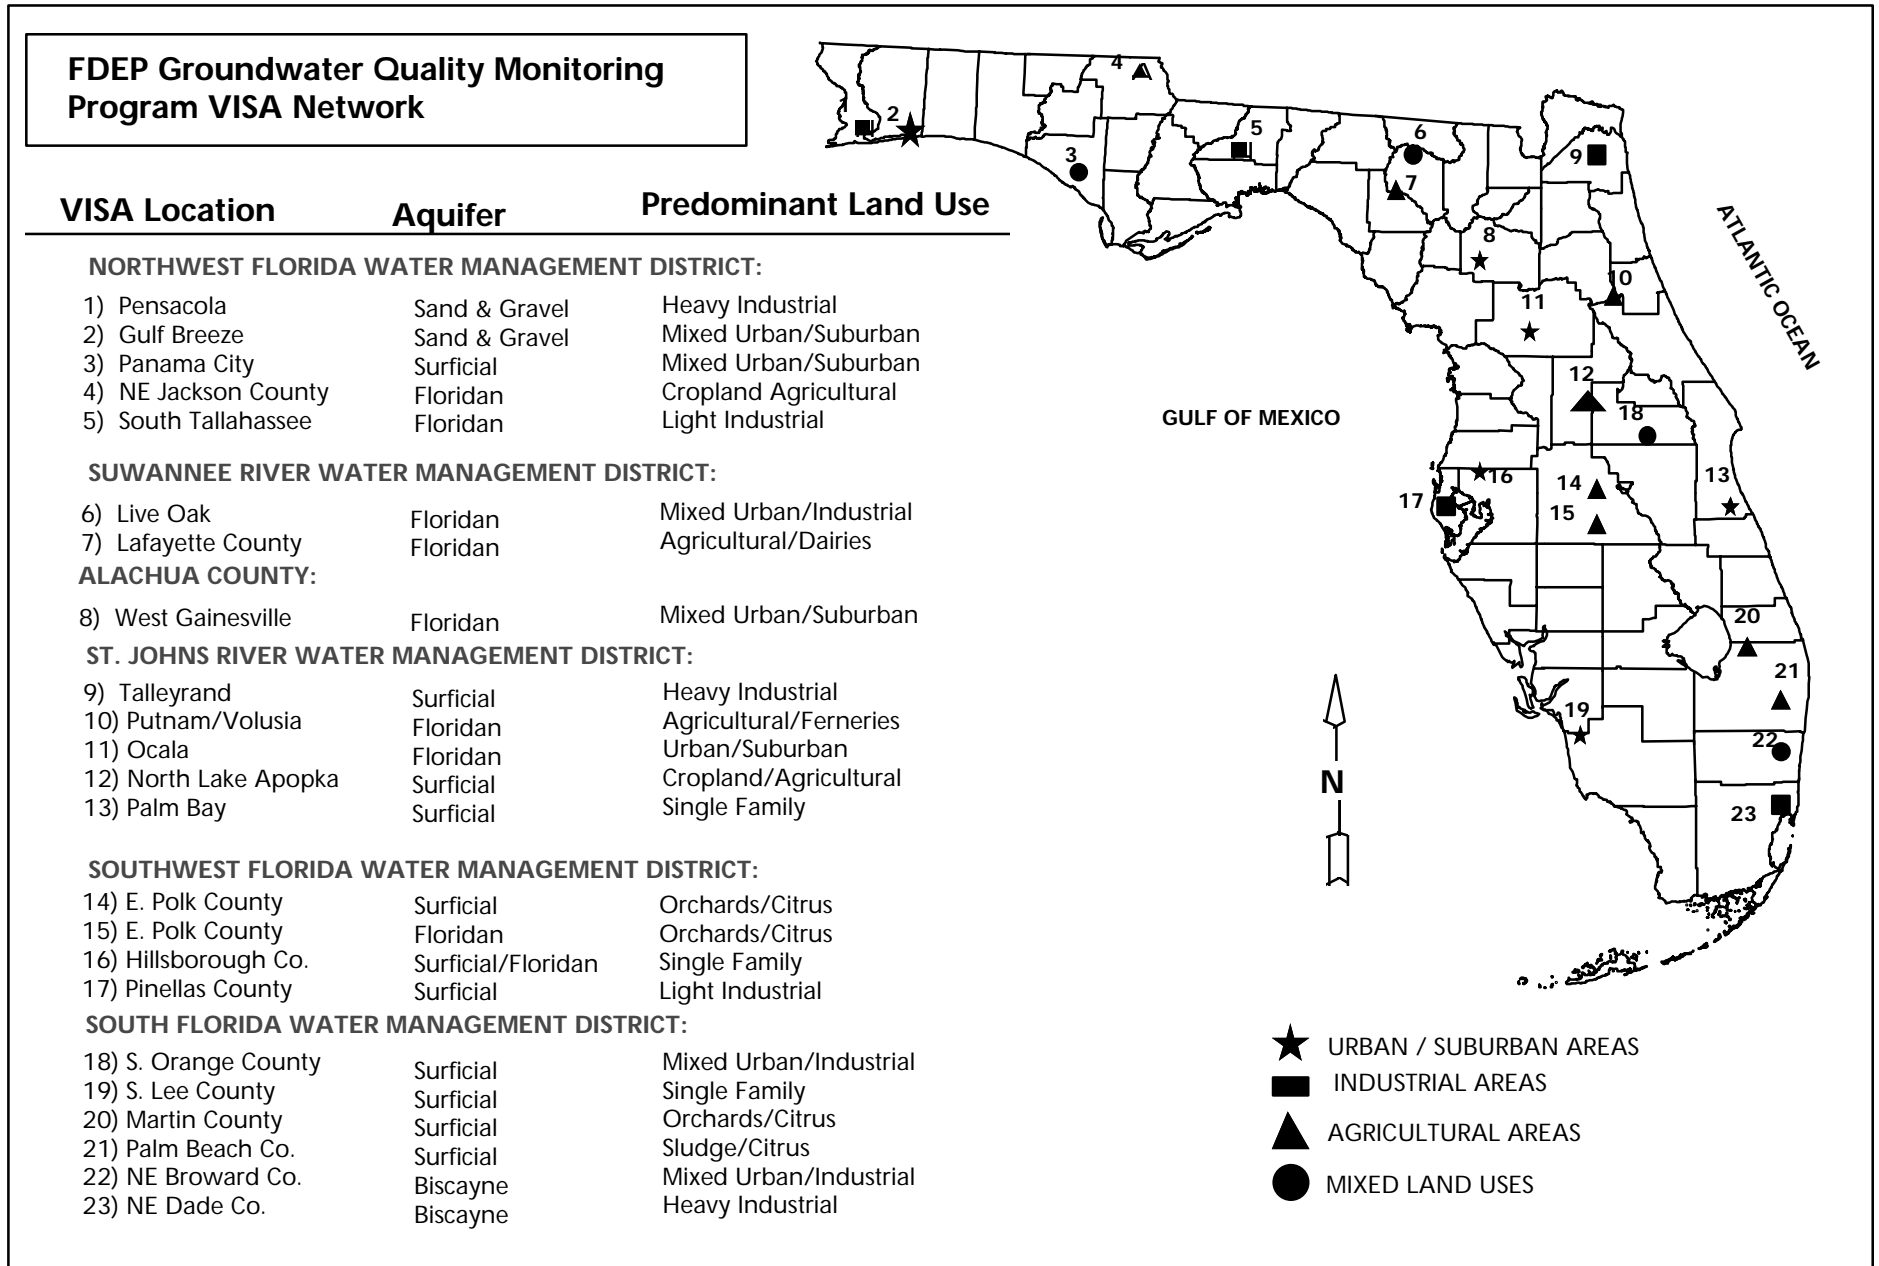 FDEP Groundwater Quality Monitoring
Program VISA Network
VISA Location Aquifer Predominant Land Use
NORTHWEST FLORIDA WATER MANAGEMENT DISTRICT:
1) Pensacola Sand & Gravel Heavy Industrial
2) Gulf Breeze Sand & Gravel Mixed Urban/Suburban
3) Panama City Surficial Mixed Urban/Suburban
4) NE Jackson County Floridan Cropland Agricultural
5) South Tallahassee Floridan Light Industrial
SUWANNEE RIVER WATER MANAGEMENT DISTRICT:
6) Live Oak Floridan Mixed Urban/Industrial
7) Lafayette County Floridan Agricultural/Dairies
ALACHUA COUNTY:
8) West Gainesville Floridan Mixed Urban/Suburban
ST. JOHNS RIVER WATER MANAGEMENT DISTRICT:
9) Talleyrand Surficial Heavy Industrial
10) Putnam/Volusia Floridan Agricultural/Ferneries
11) Ocala Floridan Urban/Suburban
12) North Lake Apopka Surficial Cropland/Agricultural
13) Palm Bay Surficial Single Family
SOUTHWEST FLORIDA WATER MANAGEMENT DISTRICT:
14) E. Polk County Surficial Orchards/Citrus
15) E. Polk County Floridan Orchards/Citrus
16) Hillsborough Co. Surficial/Floridan Single Family
17) Pinellas County Surficial Light Industrial
SOUTH FLORIDA WATER MANAGEMENT DISTRICT:
18) S. Orange County Surficial Mixed Urban/Industrial
19) S. Lee County Surficial Single Family
20) Martin County Surficial Orchards/Citrus
21) Palm Beach Co. Surficial Sludge/Citrus
22) NE Broward Co. Biscayne Mixed Urban/Industrial
23) NE Dade Co. Biscayne Heavy Industrial
4
2
5
3
6
9
7
8
10
11
12
18
16
17
14
15
13
20
21
19
22
23
ATLANTIC OCEAN
GULF OF MEXICO
N
URBAN / SUBURBAN AREAS
INDUSTRIAL AREAS
AGRICULTURAL AREAS
MIXED LAND USES